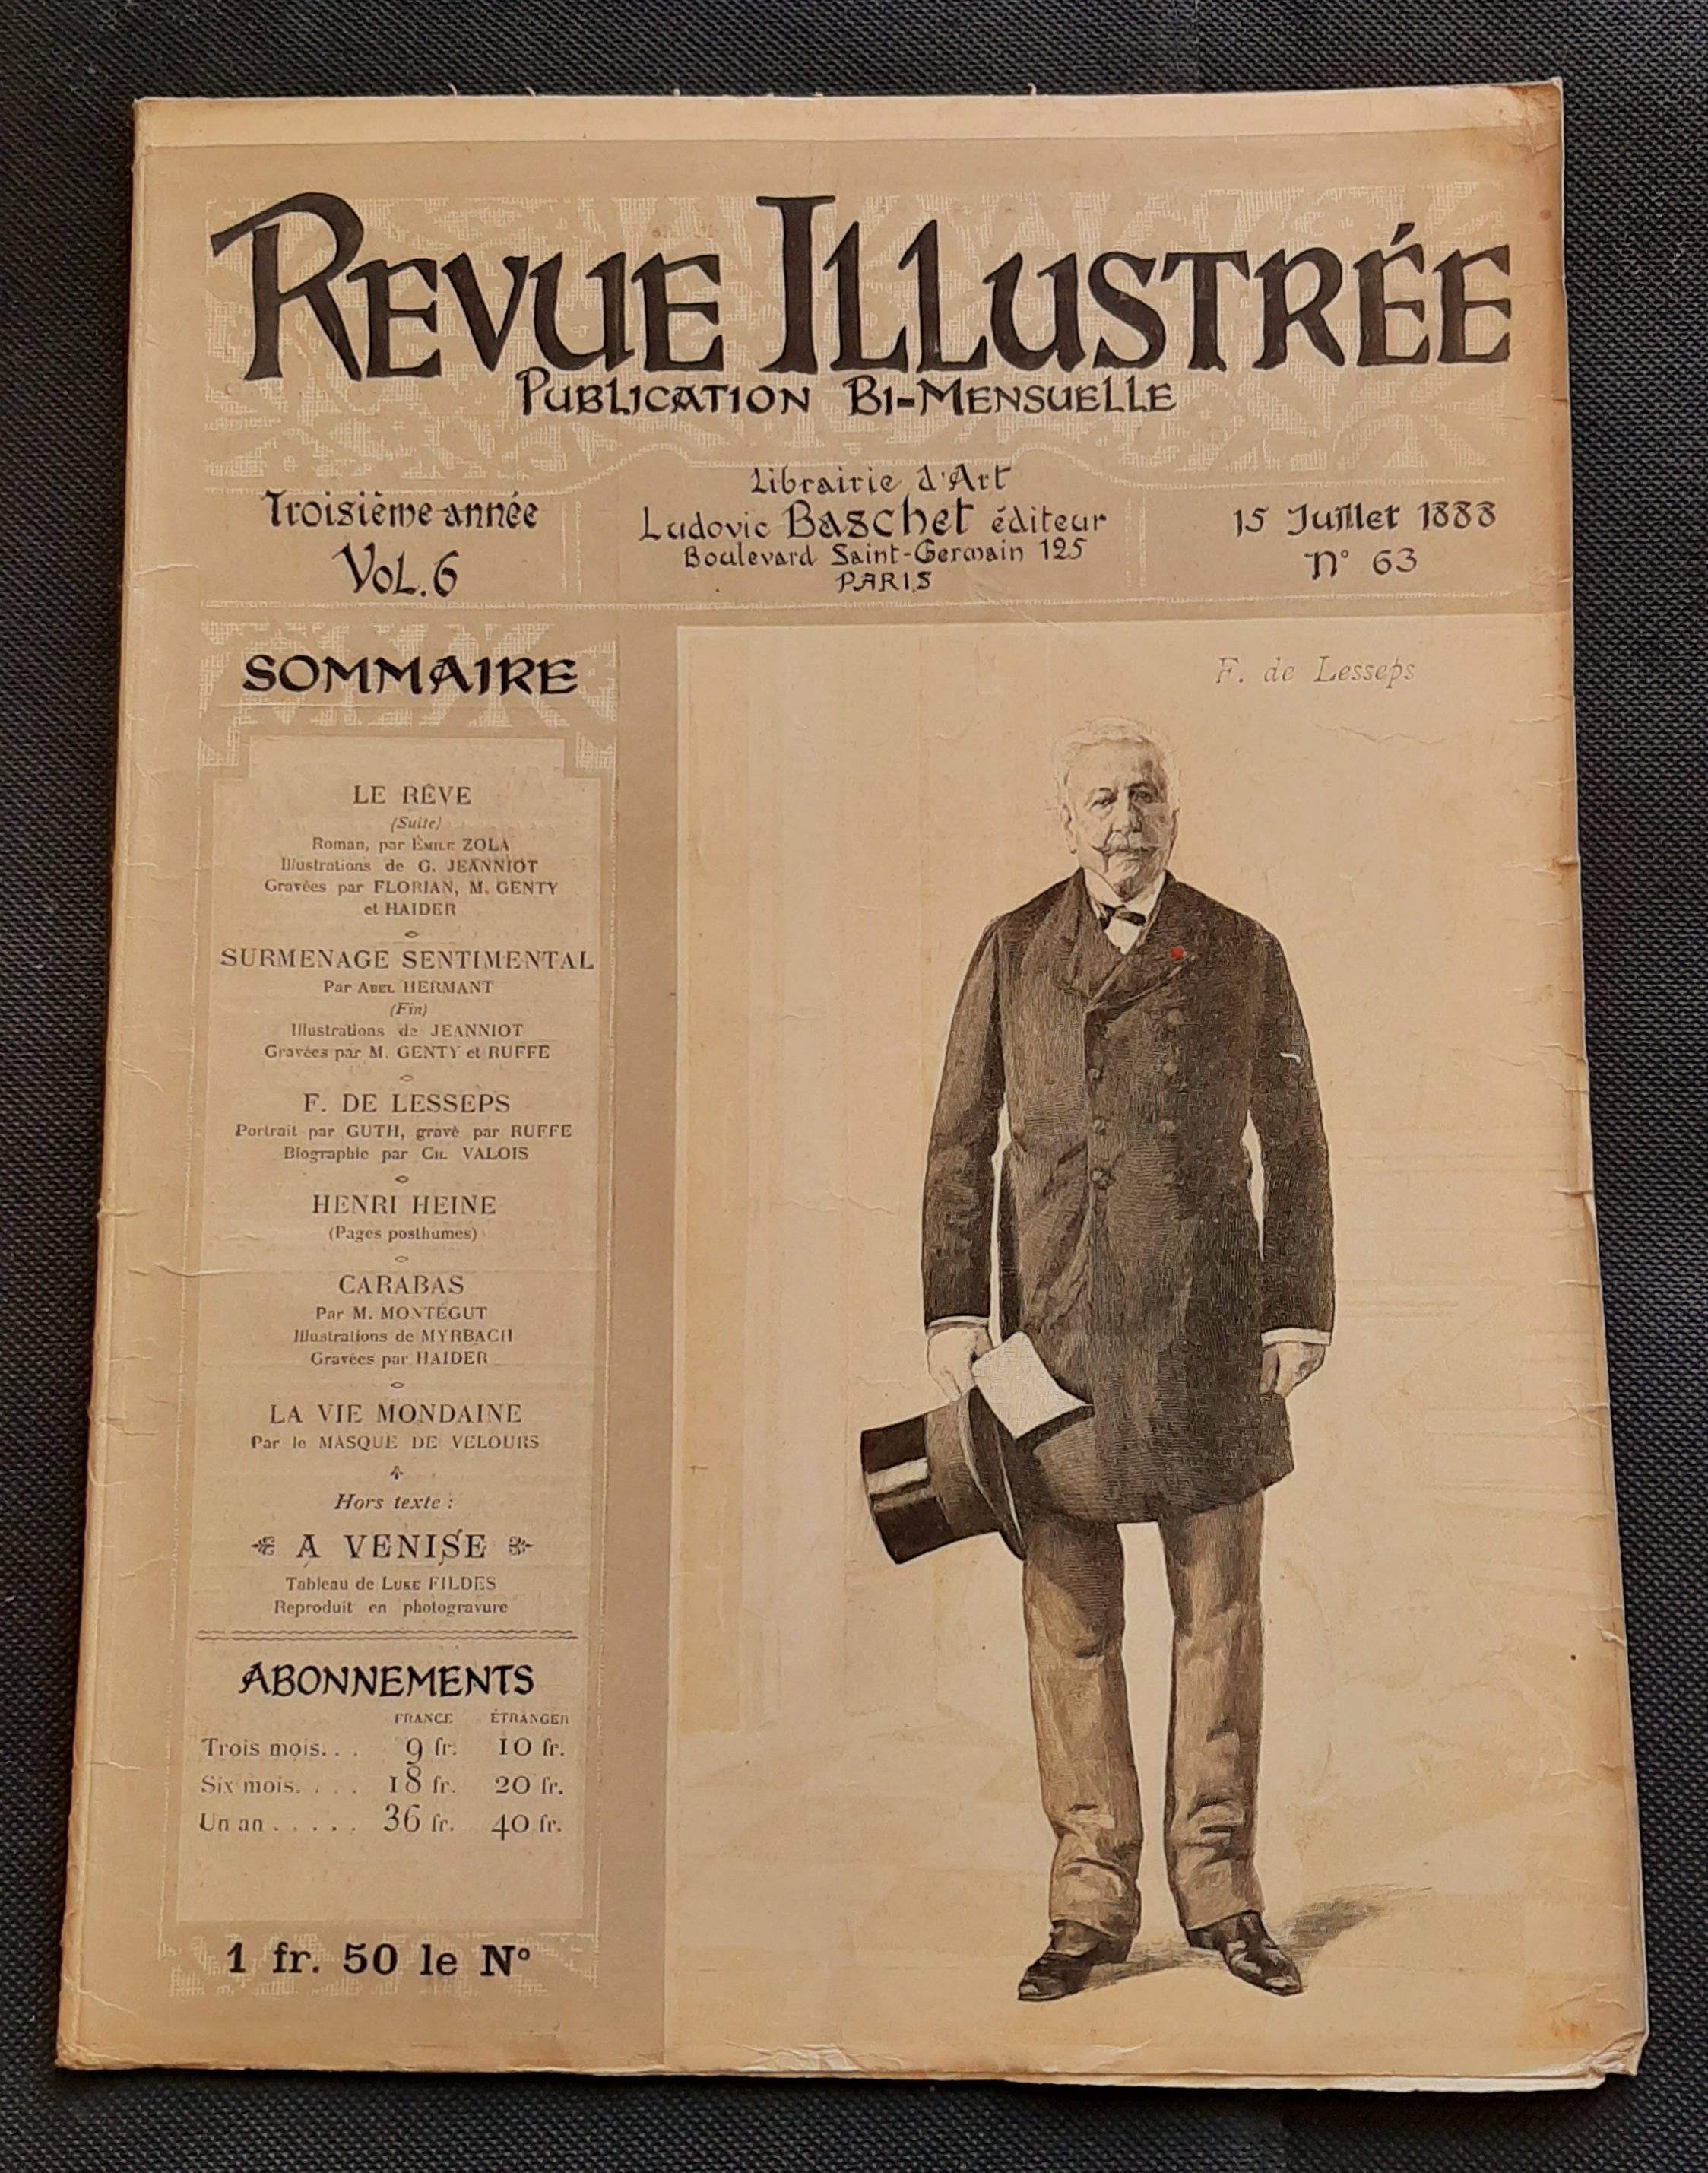 REVUE ILLUSTRÉE
PUBLICATION BI-MENSUELLE
Troisième année
VOL. 6
Librairie d'Art
Ludovic Baschet éditeur
Boulevard Saint-Germain 125
PARIS
15 Juillet 1888
N° 63
SOMMAIRE
LE RÊVE
(Suite)
Roman, par ÉMILE ZOLA
Illustrations de G. JEANNIOT
Gravées par FLORIAN, M. GENTY
et HAIDER
SURMENAGE SENTIMENTAL
Par ABEL HERMANT
(Fin)
Illustrations de JEANNIOT
Gravées par M. GENTY et RUFFE
F. DE LESSEPS
Portrait par GUTH, gravé par RUFFE
Biographie par GIL VALOIS
HENRI HEINE
(Pages posthumes)
CARABAS
Par M. MONTÉGUT
Illustrations de MYRBACH
Gravées par HAIDER
LA VIE MONDAINE
Par le MASQUE DE VELOURS
Hors texte :
A VENISE
Tableau de LUKE FILDES
Reproduit en photogravure
ABONNEMENTS
FRANCE ÉTRANGER
Trois mois. . . 9 fr. 10 fr.
Six mois. . . . 18 fr. 20 fr.
Un an . . . . . 36 fr. 40 fr.
1 fr. 50 le N°
F. de Lesseps